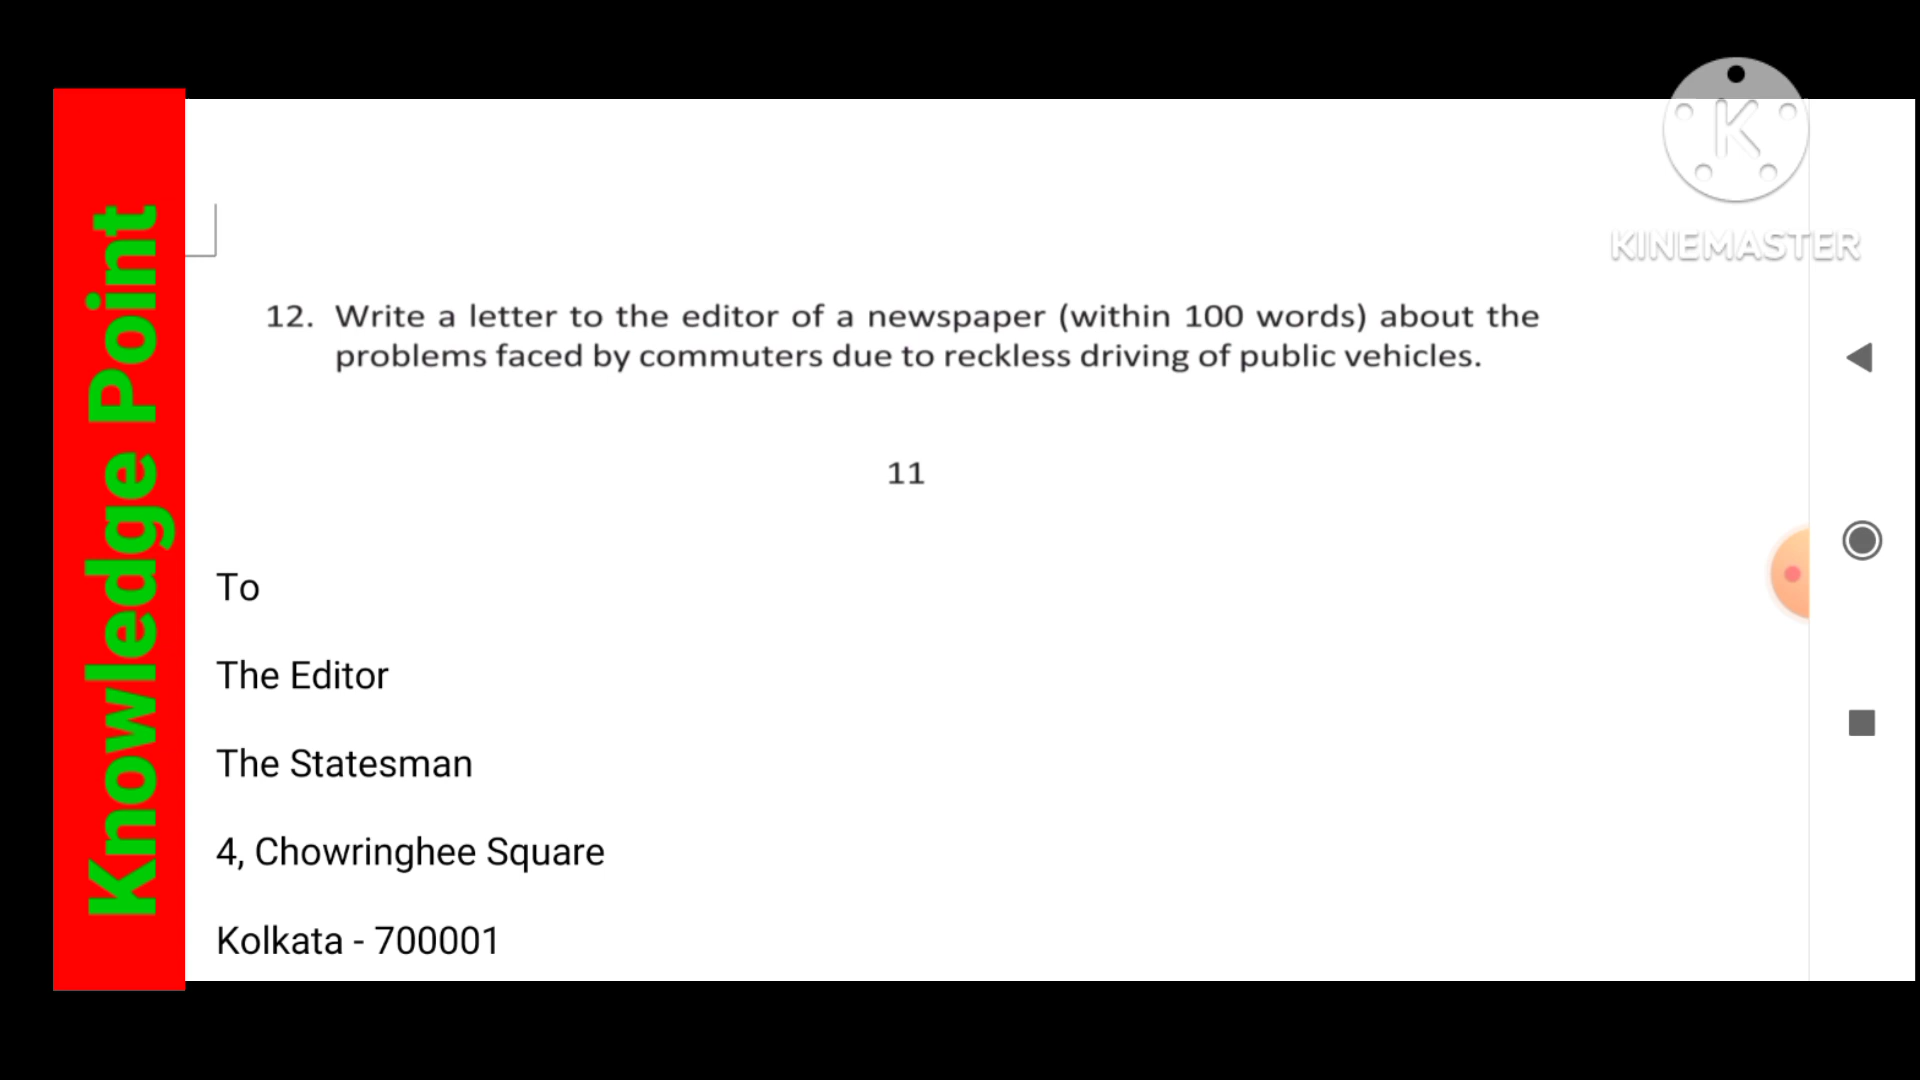 Knowledge Point
K
KINEMASTER
12. Write a letter to the editor of a newspaper (within 100 words) about the
problems faced by commuters due to reckless driving of public vehicles.
11
To
The Editor
The Statesman
4, Chowringhee Square
Kolkata - 700001